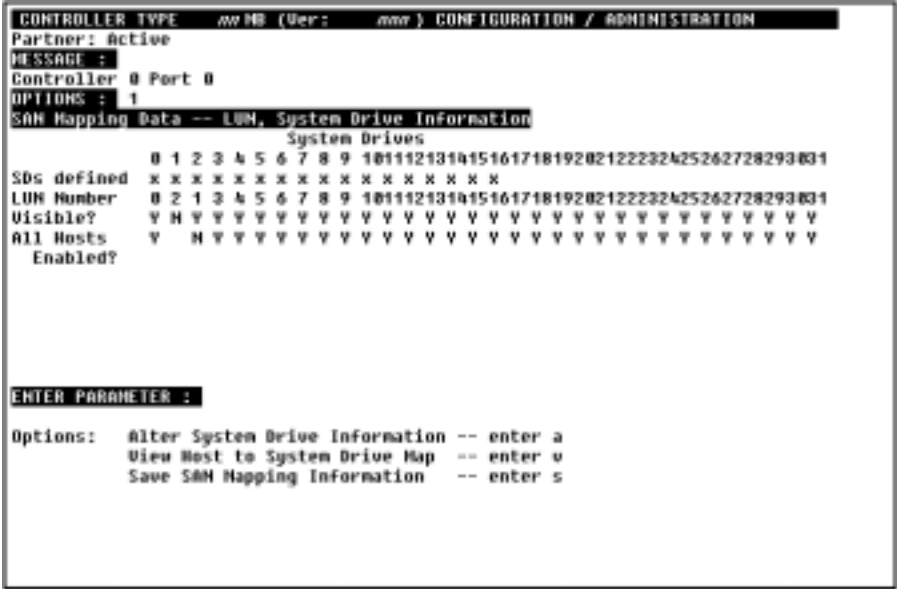 CONTROLLER TYPE nn MB (Ver: nnn ) CONFIGURATION / ADMINISTRATION
Partner: Active
MESSAGE :
Controller 0 Port 0
OPTIONS : 1
SAN Mapping Data -- LUN, System Drive Information
System Drives
0 1 2 3 4 5 6 7 8 9 10111213141516171819202122232425262728293031
SDs defined x x x x x x x x x x x x x x x x x
LUN Number 0 2 1 3 4 5 6 7 8 9 10111213141516171819202122232425262728293031
Visible? Y N Y Y Y Y Y Y Y Y Y Y Y Y Y Y Y Y Y Y Y Y Y Y Y Y Y Y Y Y Y Y
All Hosts Y N Y Y Y Y Y Y Y Y Y Y Y Y Y Y Y Y Y Y Y Y Y Y Y Y Y Y Y Y Y
Enabled?
ENTER PARAMETER :
Options: Alter System Drive Information -- enter a
View Host to System Drive Map -- enter v
Save SAN Mapping Information -- enter s